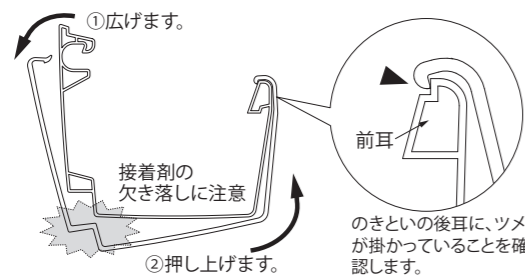 ①広げます。
接着剤の
欠き落しに注意
②押し上げます。
前耳
のきといの後耳に、ツメ
が掛かっていることを確
認します。